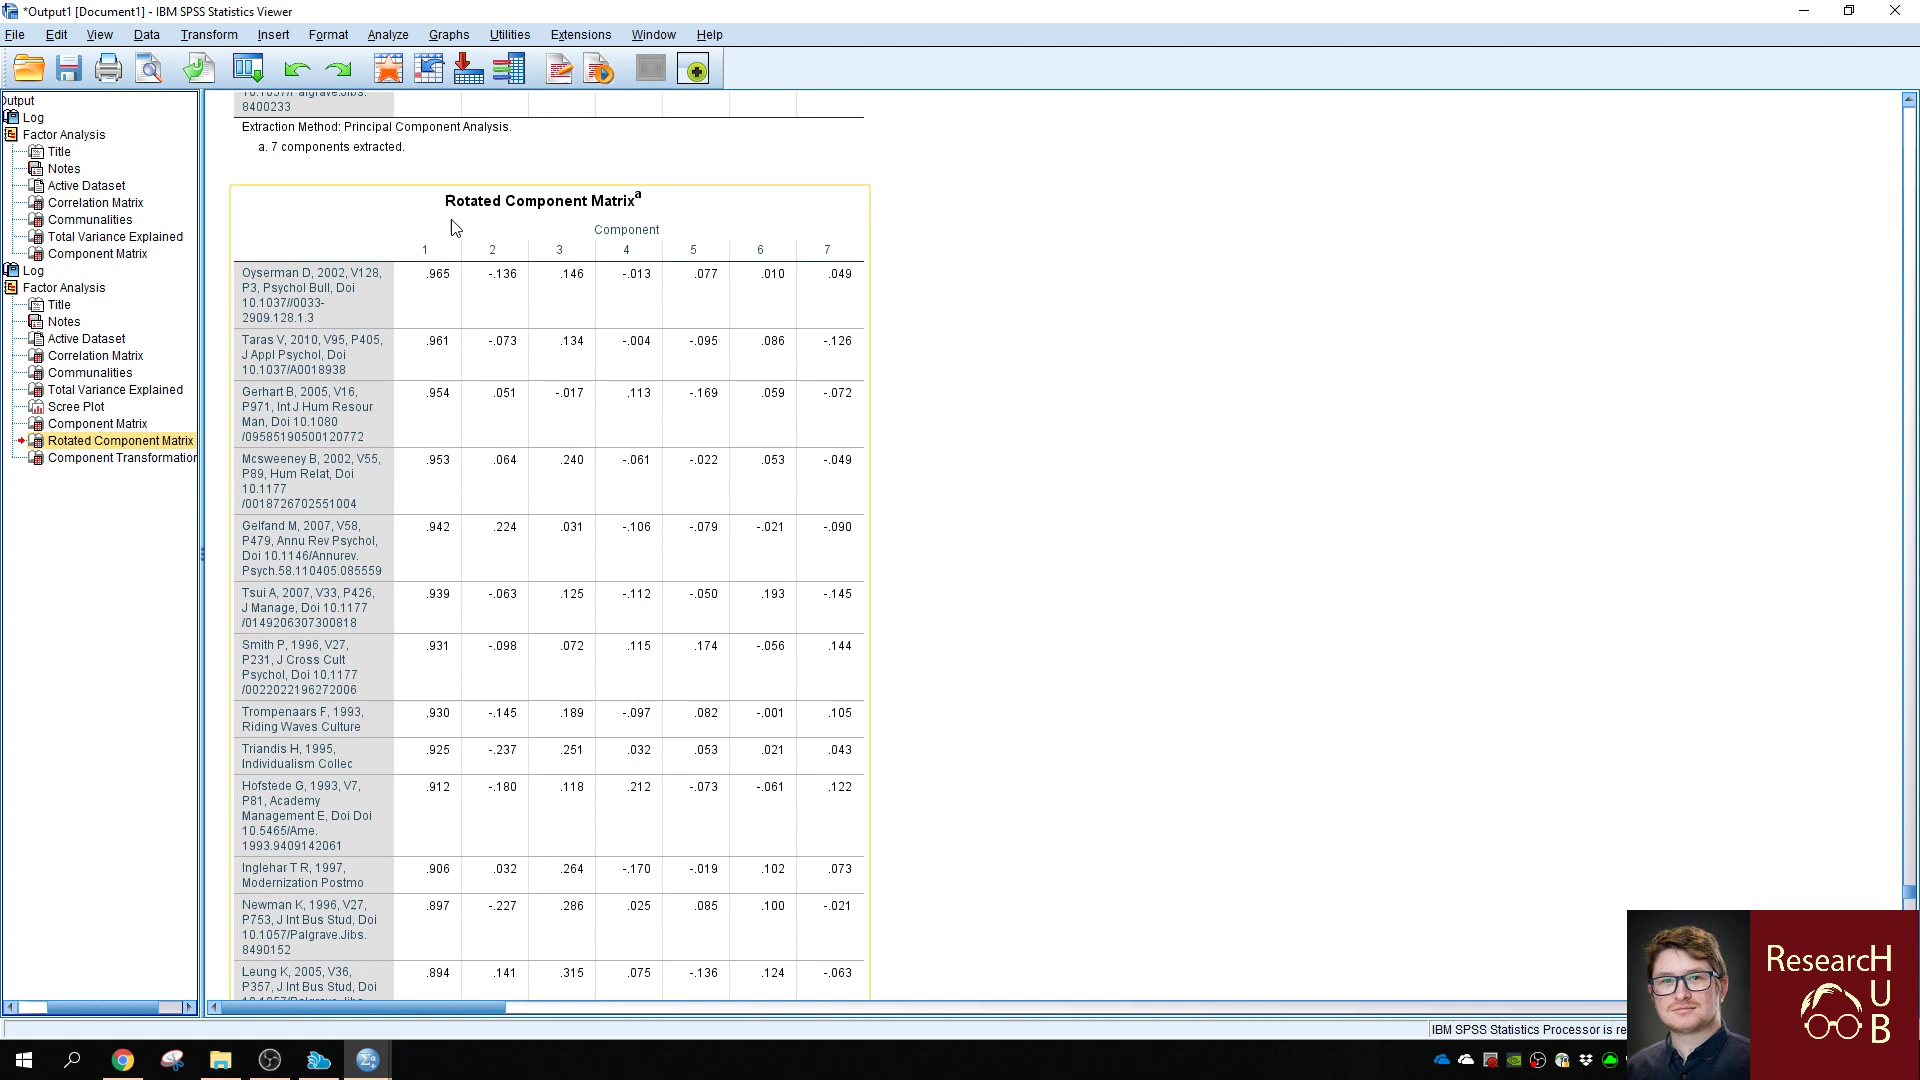 *Output1 [Document1] - IBM SPSS Statistics Viewer
File Edit View Data Transform Insert Format Analyze Graphs Utilities Extensions Window Help
Output
Log
Factor Analysis
Title
Notes
Active Dataset
Correlation Matrix
Communalities
Total Variance Explained
Component Matrix
Log
Factor Analysis
Title
Notes
Active Dataset
Correlation Matrix
Communalities
Total Variance Explained
Scree Plot
Component Matrix
Rotated Component Matrix
Component Transformation
8400233
Extraction Method: Principal Component Analysis.
a. 7 components extracted.
Rotated Component Matrixa
Component
1 2 3 4 5 6 7
Oyserman D, 2002, V128, .965 -.136 .146 -.013 .077 .010 .049
P3, Psychol Bull, Doi
10.1037//0033-
2909.128.1.3
Taras V, 2010, V95, P405, .961 -.073 .134 -.004 -.095 .086 -.126
J Appl Psychol, Doi
10.1037/A0018938
Gerhart B, 2005, V16, .954 .051 -.017 .113 -.169 .059 -.072
P971, Int J Hum Resour
Man, Doi 10.1080
/09585190500120772
Mcsweeney B, 2002, V55, .953 .064 .240 -.061 -.022 .053 -.049
P89, Hum Relat, Doi
10.1177
/0018726702551004
Gelfand M, 2007, V58, .942 .224 .031 -.106 -.079 -.021 -.090
P479, Annu Rev Psychol,
Doi 10.1146/Annurev.
Psych.58.110405.085559
Tsui A, 2007, V33, P426, .939 -.063 .125 -.112 -.050 .193 -.145
J Manage, Doi 10.1177
/0149206307300818
Smith P, 1996, V27, .931 -.098 .072 .115 .174 -.056 .144
P231, J Cross Cult
Psychol, Doi 10.1177
/0022022196272006
Trompenaars F, 1993, .930 -.145 .189 -.097 .082 -.001 .105
Riding Waves Culture
Triandis H, 1995, .925 -.237 .251 .032 .053 .021 .043
Individualism Collec
Hofstede G, 1993, V7, .912 -.180 .118 .212 -.073 -.061 .122
P81, Academy
Management E, Doi Doi
10.5465/Ame.
1993.9409142061
Inglehar T R, 1997, .906 .032 .264 -.170 -.019 .102 .073
Modernization Postmo
Newman K, 1996, V27, .897 -.227 .286 .025 .085 .100 -.021
P753, J Int Bus Stud, Doi
10.1057/Palgrave.Jibs.
8490152
Leung K, 2005, V36, .894 .141 .315 .075 -.136 .124 -.063
P357, J Int Bus Stud, Doi
IBM SPSS Statistics Processor is re
ResearcH
U
B